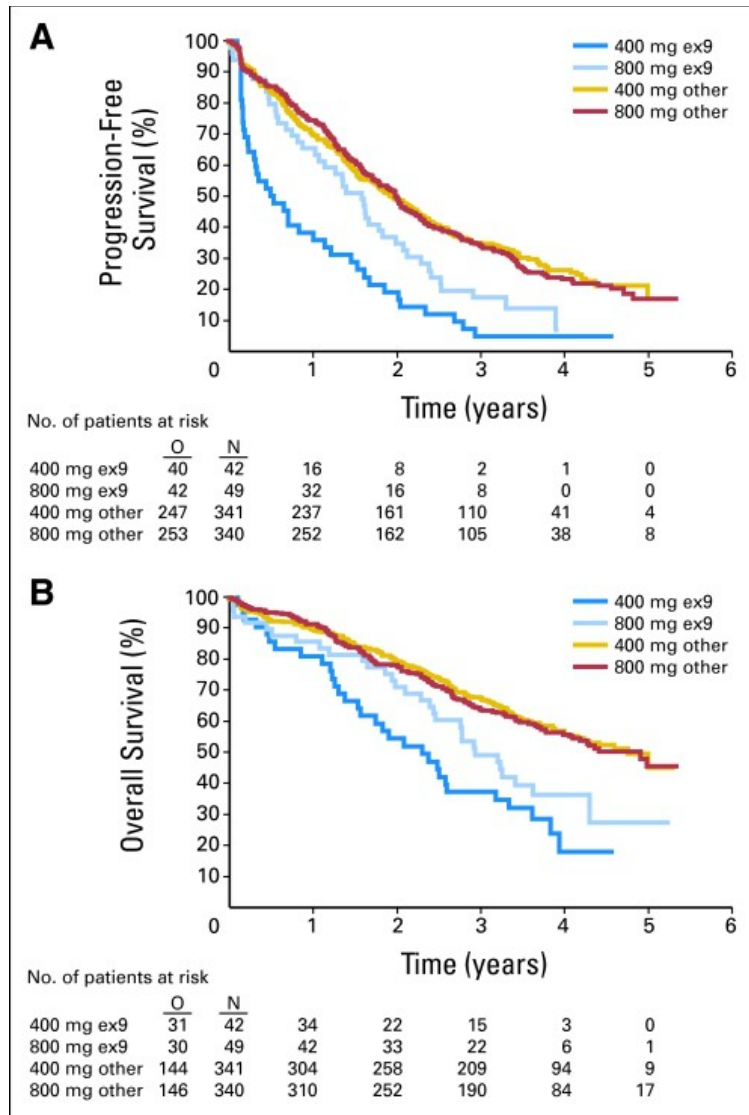 A
Progression-Free
Survival (%)
100
90
80
70
60
50
40
30
20
10
0
1 2 3 4 5 6
Time (years)
400 mg ex9
800 mg ex9
400 mg other
800 mg other
No. of patients at risk
O N
400 mg ex9 40 42 16 8 2 1 0
800 mg ex9 42 49 32 16 8 0 0
400 mg other 247 341 237 161 110 41 4
800 mg other 253 340 252 162 105 38 8
B
Overall Survival (%)
100
90
80
70
60
50
40
30
20
10
0
1 2 3 4 5 6
Time (years)
400 mg ex9
800 mg ex9
400 mg other
800 mg other
No. of patients at risk
O N
400 mg ex9 31 42 34 22 15 3 0
800 mg ex9 30 49 42 33 22 6 1
400 mg other 144 341 304 258 209 94 9
800 mg other 146 340 310 252 190 84 17